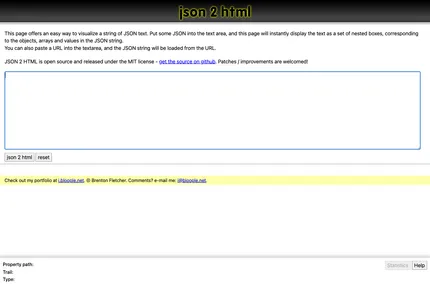 json 2 html
This page offers an easy way to visualize a string of JSON text. Put some JSON into the text area, and this page will instantly display the text as a set of nested boxes, corresponding
to the objects, arrays and values in the JSON string.
You can also paste a URL into the textarea, and the JSON string will be loaded from the URL.
JSON 2 HTML is open source and released under the MIT license - get the source on github. Patches / improvements are welcomed!
json 2 html reset
Check out my portfolio at i.bloople.net. © Brenton Fletcher. Comments? e-mail me: i@bloople.net.
Property path:
Statistics Help
Trail:
Type: